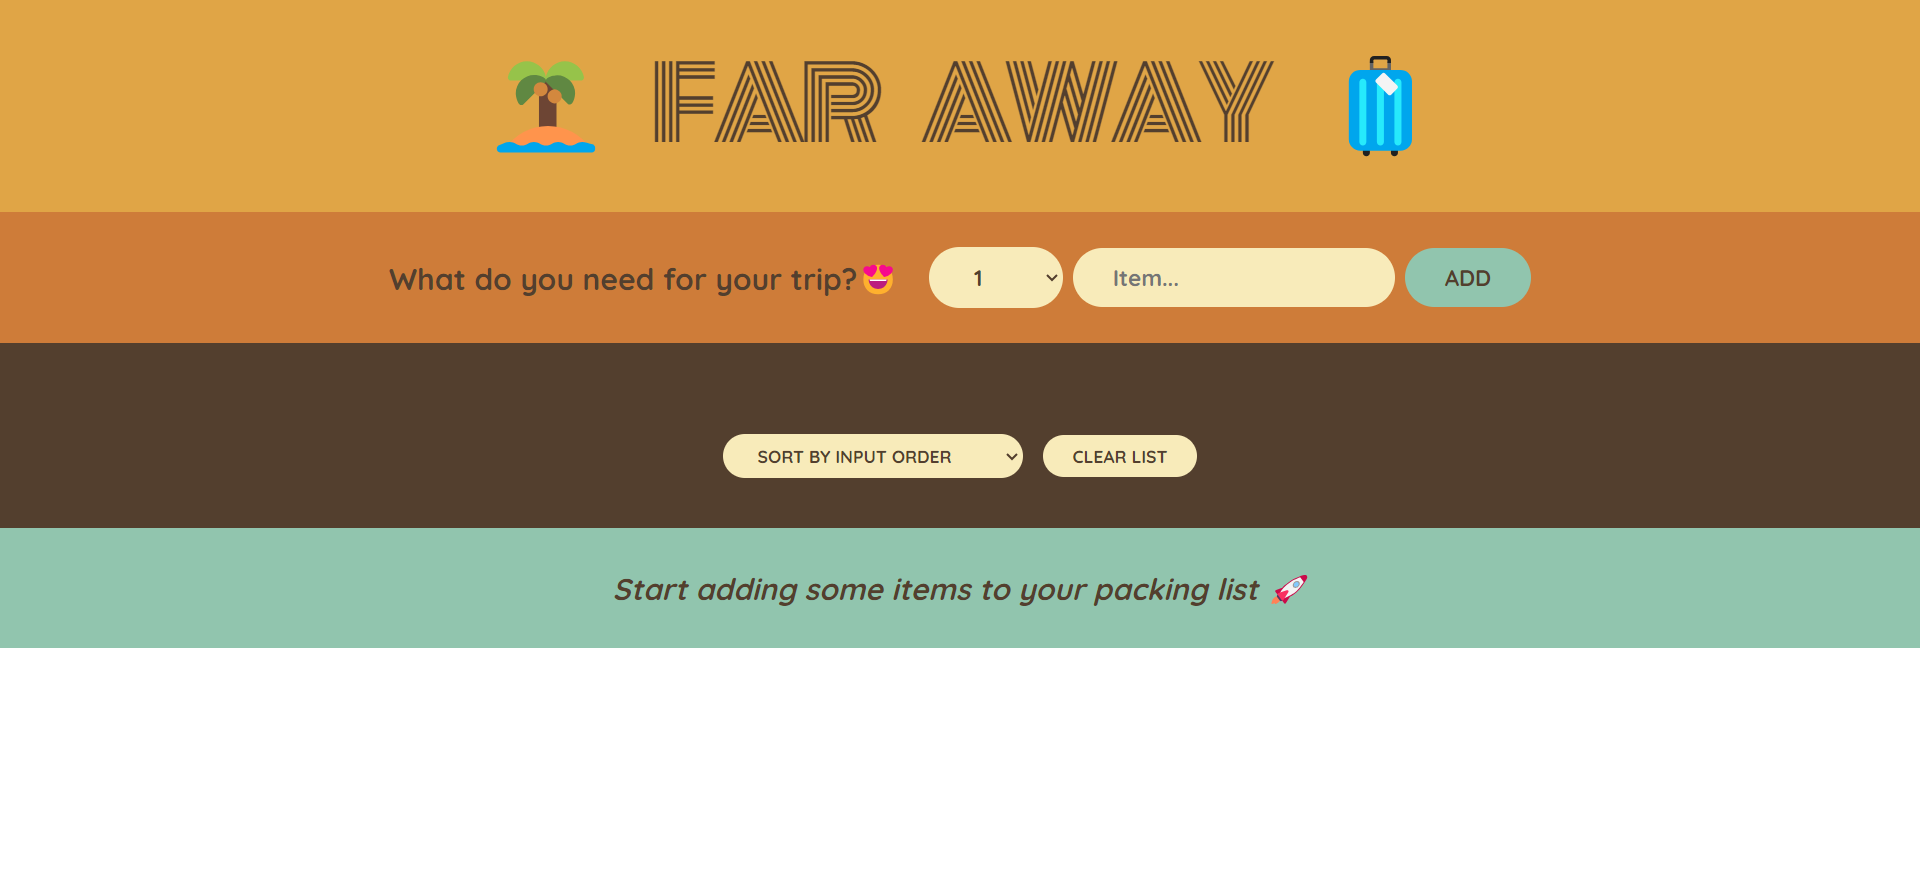 🌴 FAR AWAY 🧳
What do you need for your trip? 😍 1 Item... ADD
SORT BY INPUT ORDER CLEAR LIST
Start adding some items to your packing list 🚀